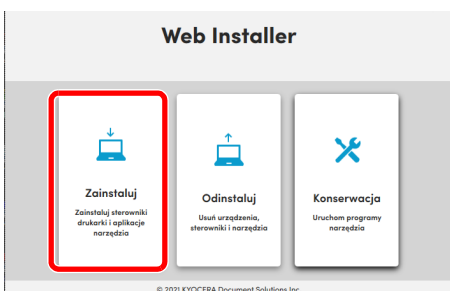 Web Installer
Zainstaluj
Zainstaluj sterowniki
drukarki i aplikacje
narzędzia
Odinstaluj
Usuń urządzenia,
sterowniki i narzędzia
Konserwacja
Uruchom programy
narzędzia
© 2021 KYOCERA Document Solutions Inc.